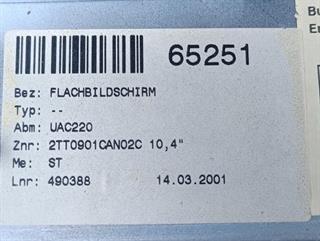 65251
Bez: FLACHBILDSCHIRM
Typ: --
Abm: UAC220
Znr: 2TT0901CAN02C 10,4"
Me: ST
Lnr: 490388 14.03.2001